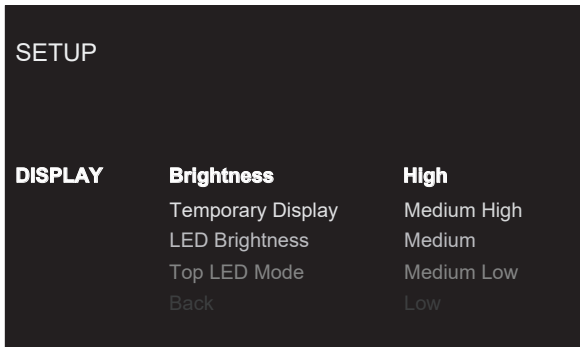 SETUP
DISPLAY Brightness High
Temporary Display Medium High
LED Brightness Medium
Top LED Mode Medium Low
Back Low